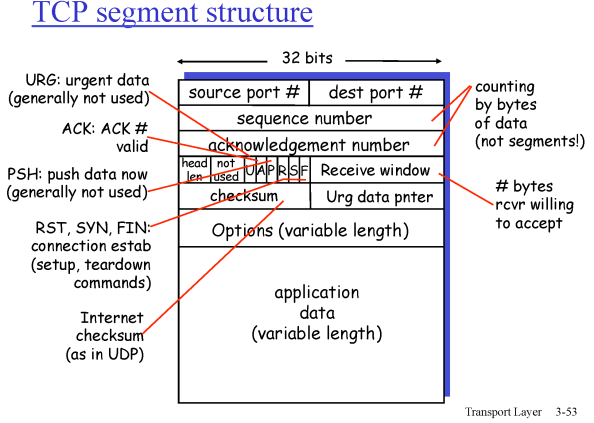 TCP segment structure
32 bits
URG: urgent data
(generally not used)
ACK: ACK #
valid
PSH: push data now
(generally not used)
RST, SYN, FIN:
connection estab
(setup, teardown
commands)
Internet
checksum
(as in UDP)
source port # dest port #
sequence number
acknowledgement number
head
len
not
used
U A P R S F
Receive window
checksum Urg data pnter
Options (variable length)
application
data
(variable length)
counting
by bytes
of data
(not segments!)
# bytes
rcvr willing
to accept
Transport Layer 3-53